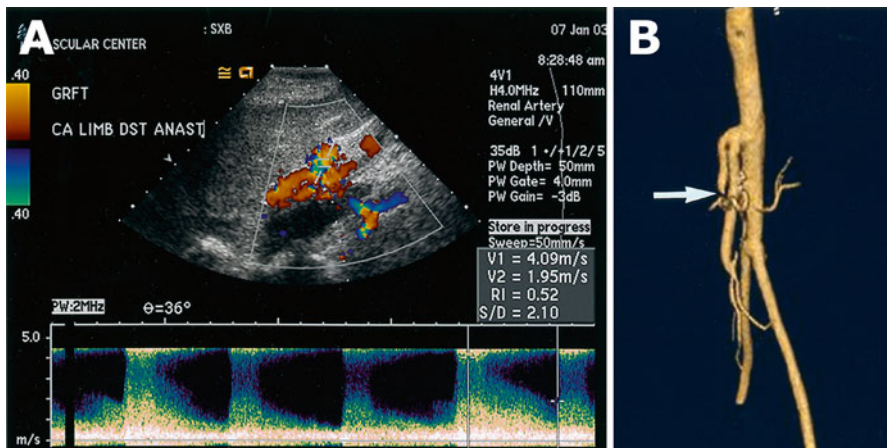 A
: SXB
ASCULAR CENTER
07 Jan 03
8:28:48 am
.40
GRFT
CA LIMB DST ANAST
.40
4V1
H4.0MHz 110mm
Renal Artery
General /V
35dB 1 •/-1/2/5
PW Depth= 50mm
PW Gate= 4.0mm
PW Gain= -3dB
Store in progress
Sweep=50mm/s
V1 = 4.09m/s
V2 = 1.95m/s
RI = 0.52
S/D = 2.10
PW:2MHz
Θ=36°
5.0
m/s
B